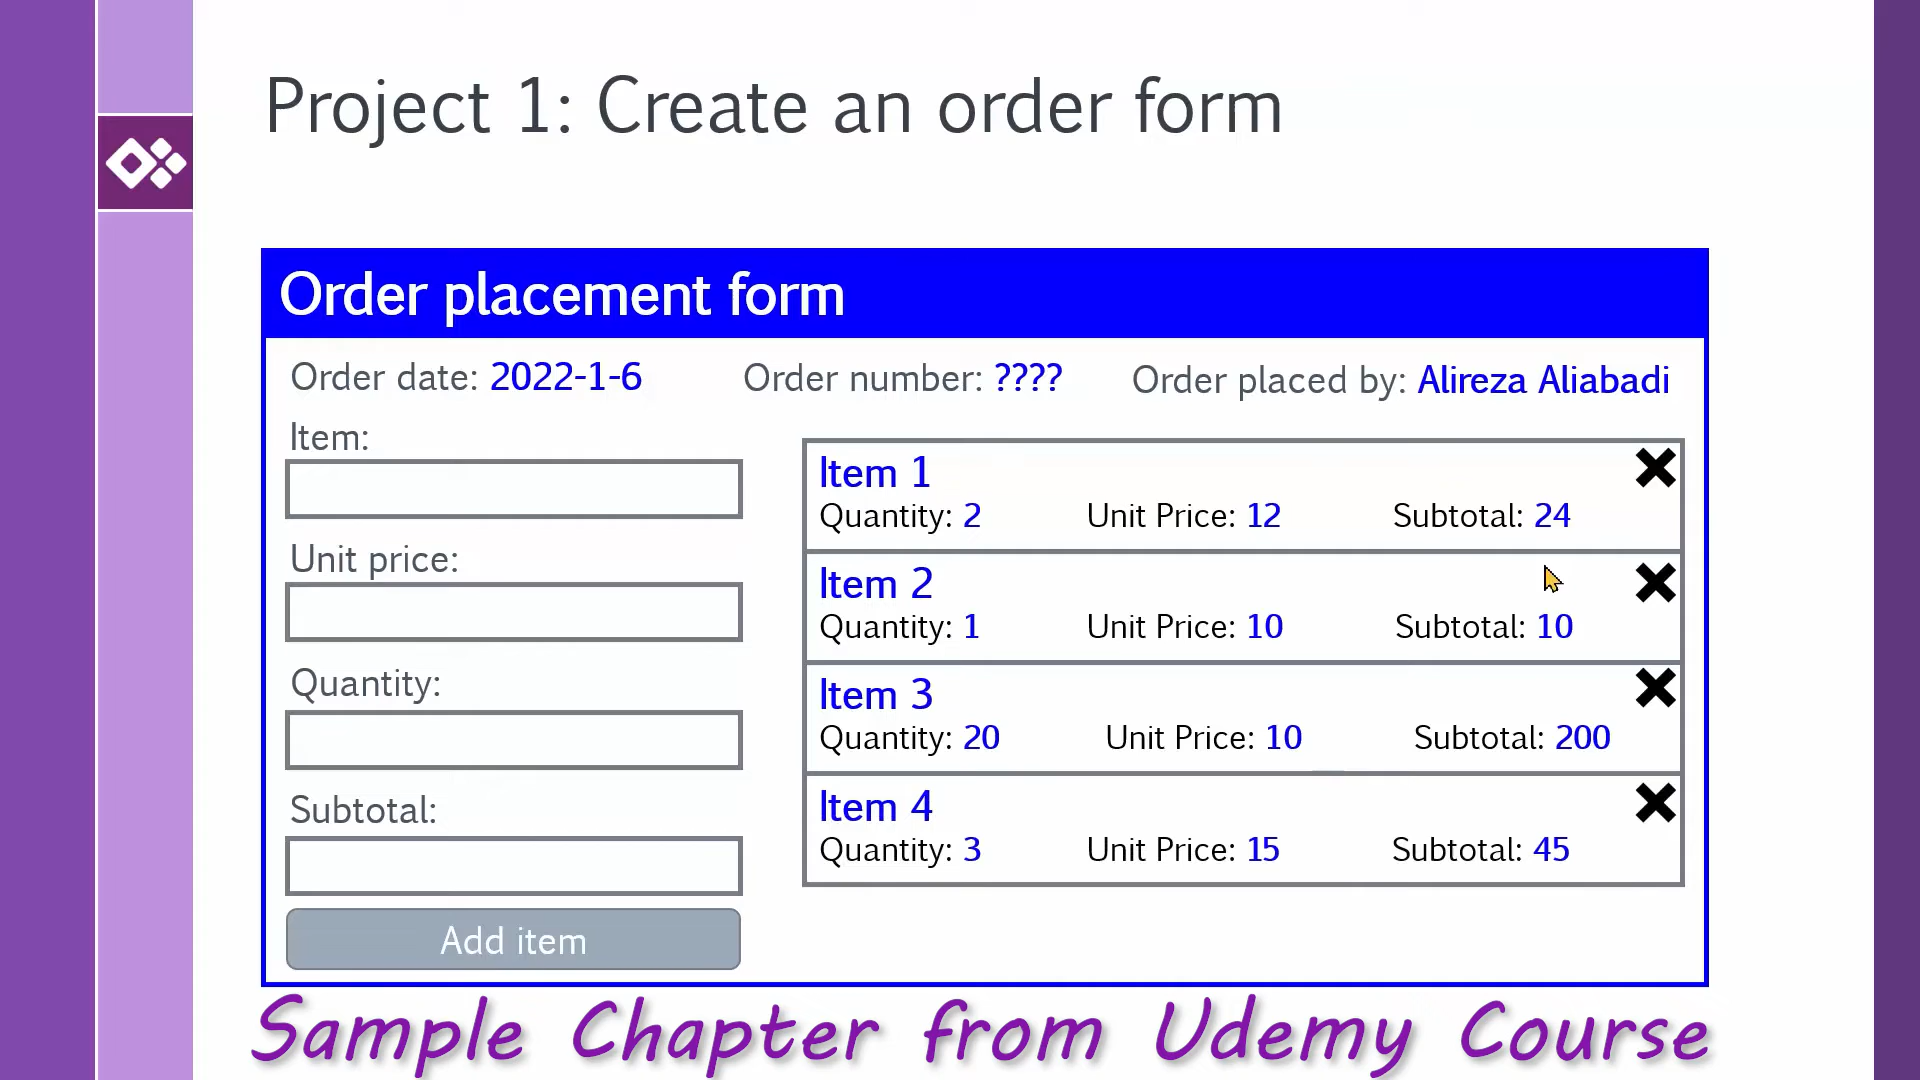 Project 1: Create an order form
Order placement form
Order date: 2022-1-6 Order number: ???? Order placed by: Alireza Aliabadi
Item:
Unit price:
Quantity:
Subtotal:
Add item
Item 1
Quantity: 2 Unit Price: 12 Subtotal: 24
Item 2
Quantity: 1 Unit Price: 10 Subtotal: 10
Item 3
Quantity: 20 Unit Price: 10 Subtotal: 200
Item 4
Quantity: 3 Unit Price: 15 Subtotal: 45
Sample Chapter from Udemy Course